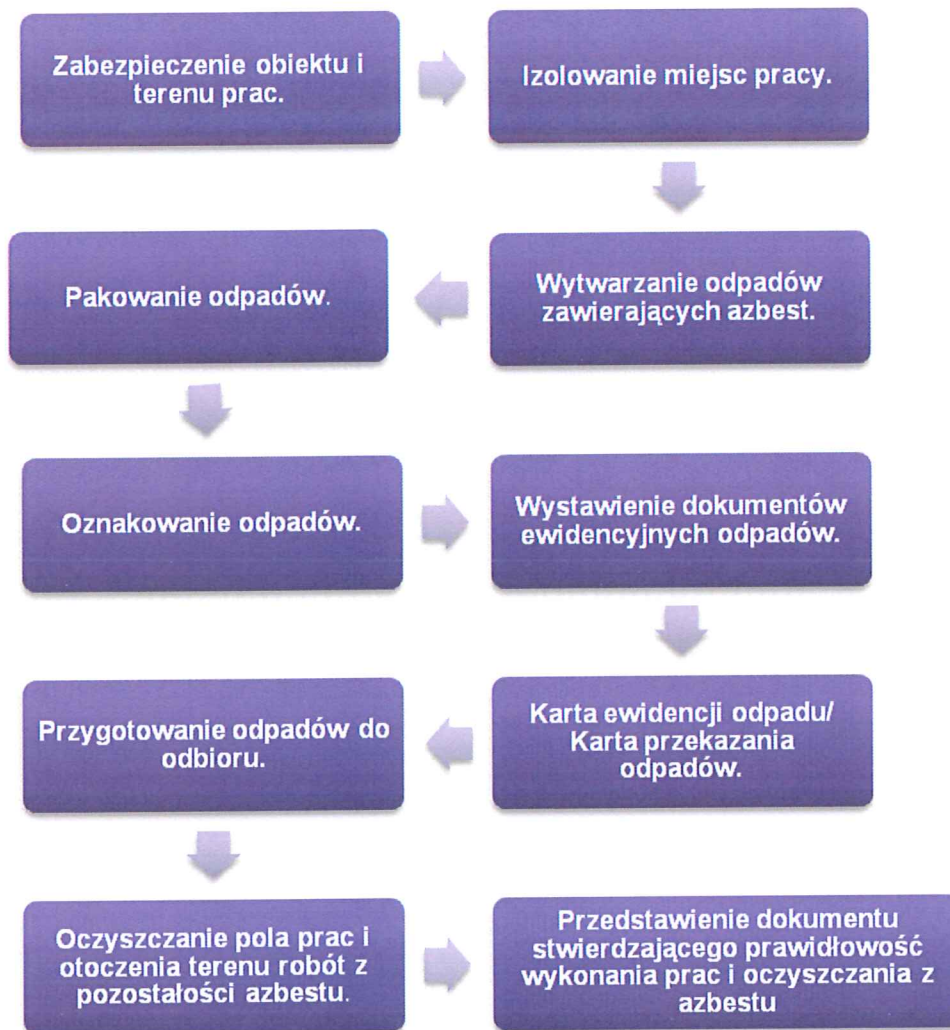 Zabezpieczenie obiektu i
terenu prac.
Izolowanie miejsc pracy.
Wytwarzanie odpadów
zawierających azbest.
Pakowanie odpadów.
Oznakowanie odpadów.
Wystawienie dokumentów
ewidencyjnych odpadów.
Karta ewidencji odpadu/
Karta przekazania
odpadów.
Przygotowanie odpadów do
odbioru.
Oczyszczanie pola prac i
otoczenia terenu robót z
pozostałości azbestu.
Przedstawienie dokumentu
stwierdzającego prawidłowość
wykonania prac i oczyszczania z
azbestu